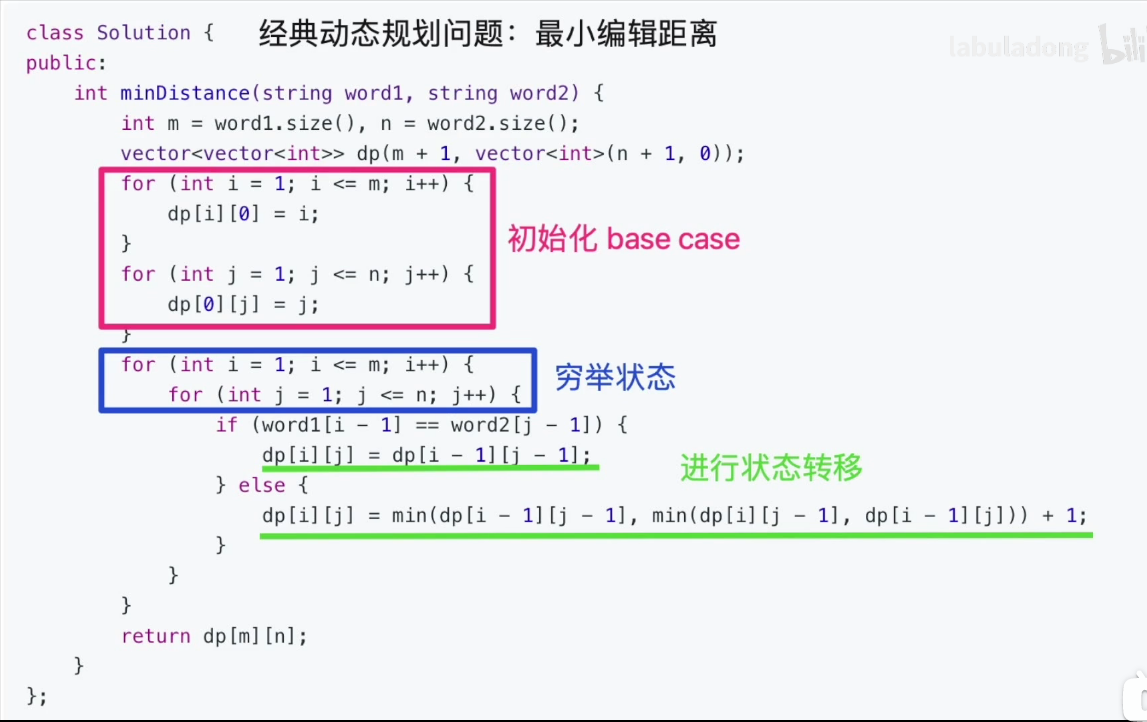 class Solution { 经典动态规划问题：最小编辑距离
labuladong bili
public:
int minDistance(string word1, string word2) {
int m = word1.size(), n = word2.size();
vector<vector<int>> dp(m + 1, vector<int>(n + 1, 0));
for (int i = 1; i <= m; i++) {
dp[i][0] = i;
}
初始化 base case
for (int j = 1; j <= n; j++) {
dp[0][j] = j;
}
for (int i = 1; i <= m; i++) {
穷举状态
for (int j = 1; j <= n; j++) {
if (word1[i - 1] == word2[j - 1]) {
dp[i][j] = dp[i - 1][j - 1];
进行状态转移
} else {
dp[i][j] = min(dp[i - 1][j - 1], min(dp[i][j - 1], dp[i - 1][j])) + 1;
}
}
}
return dp[m][n];
}
};